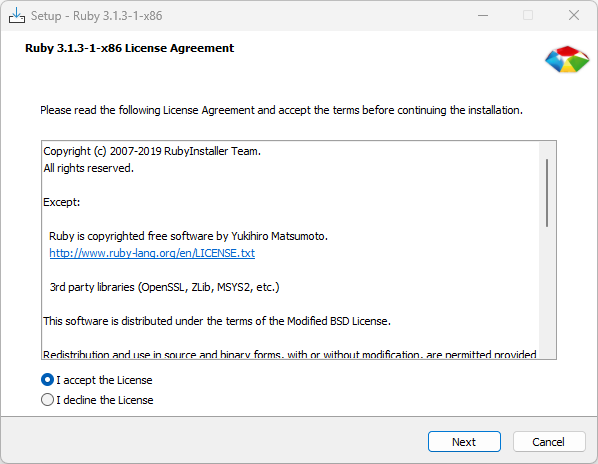 Setup - Ruby 3.1.3-1-x86
Ruby 3.1.3-1-x86 License Agreement
Please read the following License Agreement and accept the terms before continuing the installation.
Copyright (c) 2007-2019 RubyInstaller Team.
All rights reserved.
Except:
Ruby is copyrighted free software by Yukihiro Matsumoto.
http://www.ruby-lang.org/en/LICENSE.txt
3rd party libraries (OpenSSL, ZLib, MSYS2, etc.)
This software is distributed under the terms of the Modified BSD License.
Redistribution and use in source and binary forms, with or without modification, are permitted provided
I accept the License
I decline the License
Next
Cancel